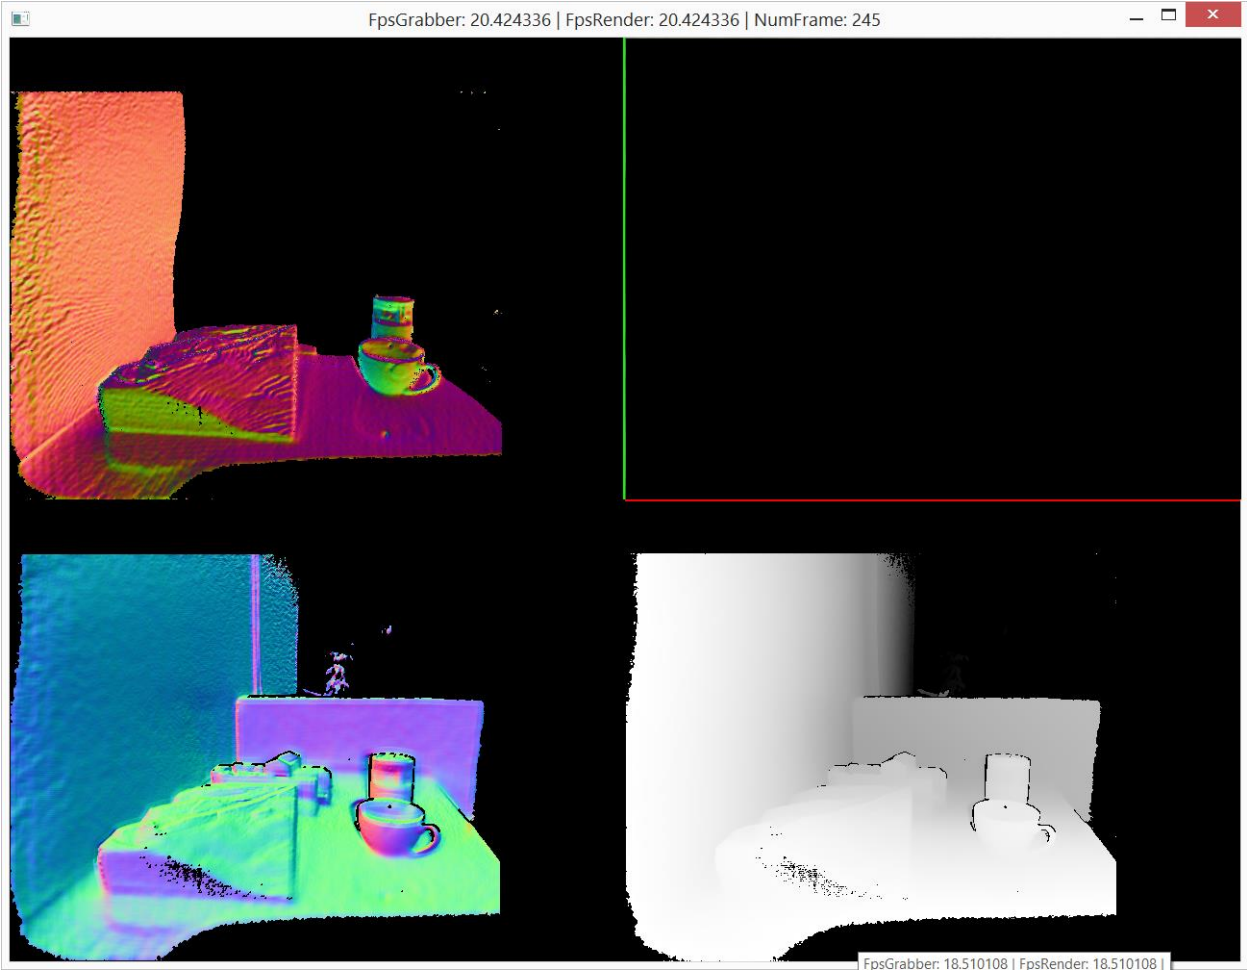 FpsGrabber: 20.424336 | FpsRender: 20.424336 | NumFrame: 245
FpsGrabber: 18.510108 | FpsRender: 18.510108 |